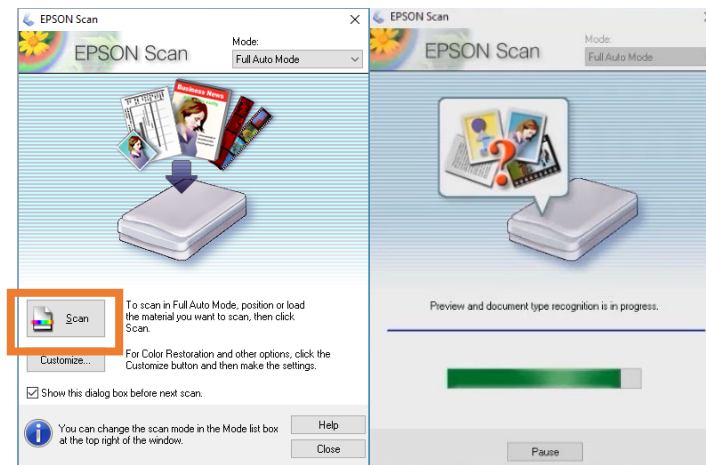 EPSON Scan
EPSON Scan
Mode:
Full Auto Mode
Business News
Scan
To scan in Full Auto Mode, position or load
the material you want to scan, then click
Scan.
Customize...
For Color Restoration and other options, click the
Customize button and then make the settings.
Show this dialog box before next scan.
You can change the scan mode in the Mode list box
at the top right of the window.
Help
Close
EPSON Scan
EPSON Scan
Mode:
Full Auto Mode
Preview and document type recognition is in progress.
Pause